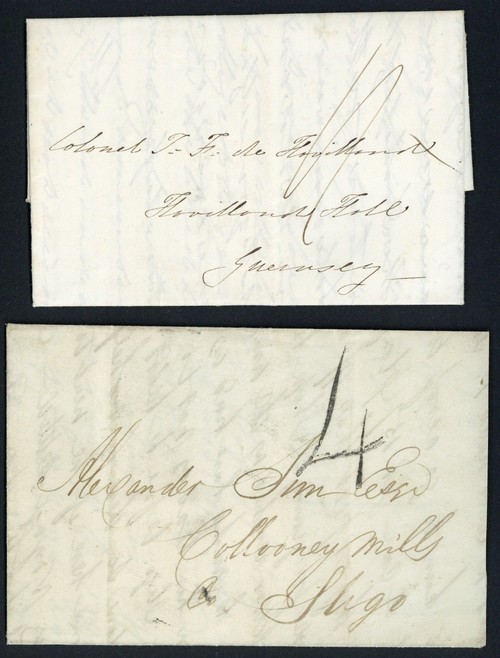 Colonel T. F. de Havilland
Havilland Hall
Guernsey
4
Alexander Sim Esqr
Collooney Mills
Co Sligo